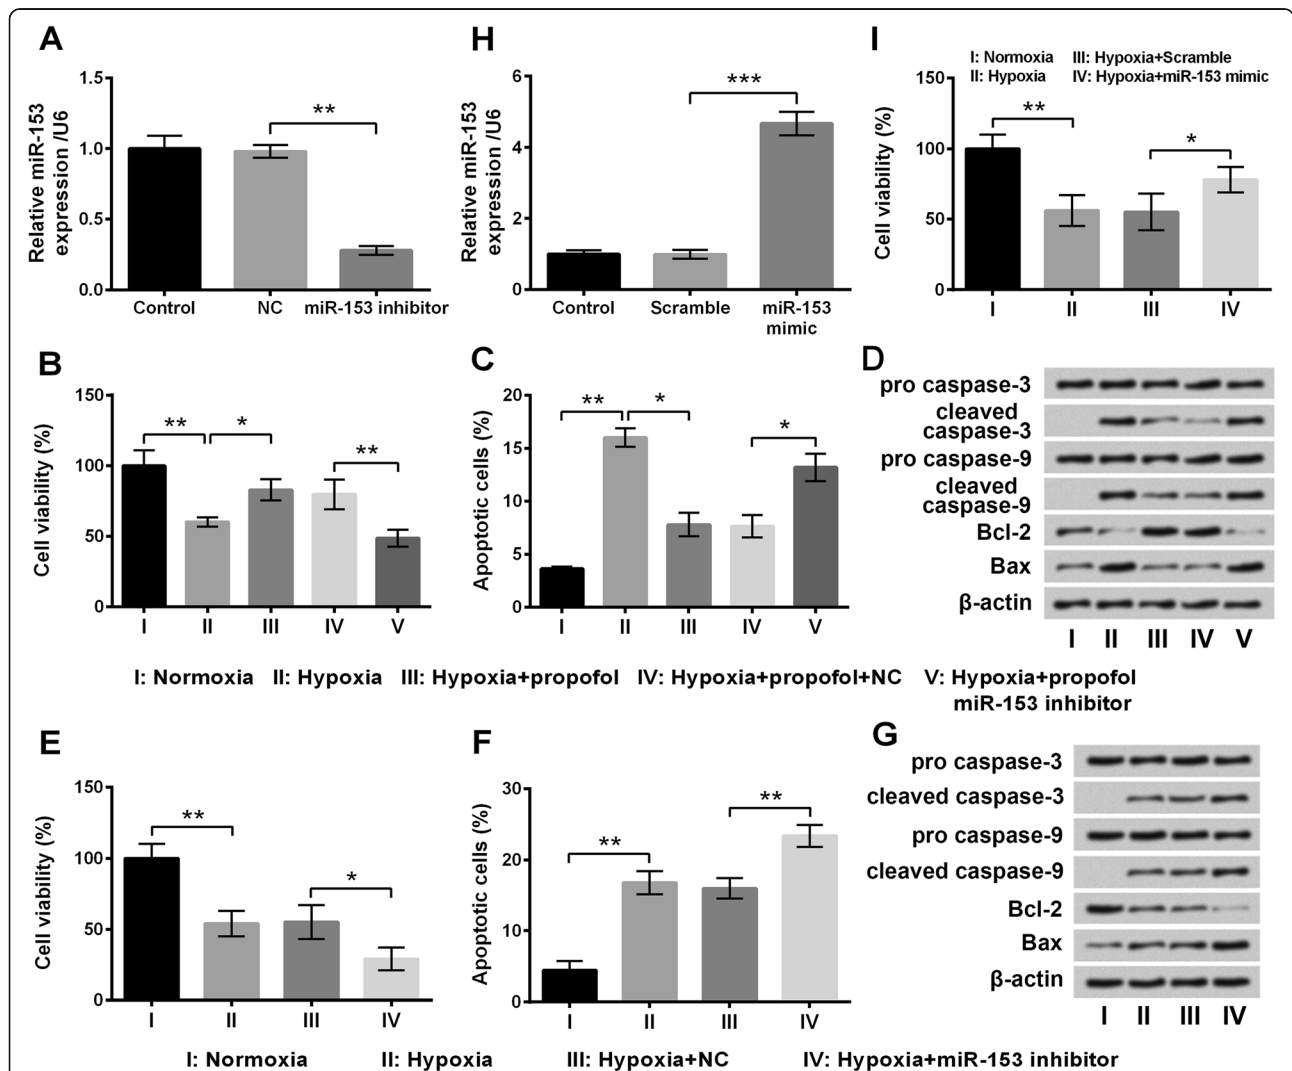 A
Relative miR-153
expression /U6
1.5
1.0
0.5
0.0
**
Control
NC
miR-153 inhibitor
H
Relative miR-153
expression /U6
6
4
2
0
***
Control
Scramble
miR-153
mimic
I
I: Normoxia
III: Hypoxia+Scramble
II: Hypoxia
IV: Hypoxia+miR-153 mimic
Cell viability (%)
150
100
50
0
**
*
I
II
III
IV
B
Cell viability (%)
150
100
50
0
**
*
**
I
II
III
IV
V
C
Apoptotic cells (%)
20
15
10
5
0
**
*
*
I
II
III
IV
V
D
pro caspase-3
cleaved
caspase-3
pro caspase-9
cleaved
caspase-9
Bcl-2
Bax
β-actin
I
II
III
IV
V
I: Normoxia II: Hypoxia III: Hypoxia+propofol IV: Hypoxia+propofol+NC V: Hypoxia+propofol
miR-153 inhibitor
E
Cell viability (%)
150
100
50
0
**
*
I
II
III
IV
F
Apoptotic cells (%)
30
20
10
0
**
**
I
II
III
IV
G
pro caspase-3
cleaved caspase-3
pro caspase-9
cleaved caspase-9
Bcl-2
Bax
β-actin
I
II
III
IV
I: Normoxia II: Hypoxia III: Hypoxia+NC IV: Hypoxia+miR-153 inhibitor